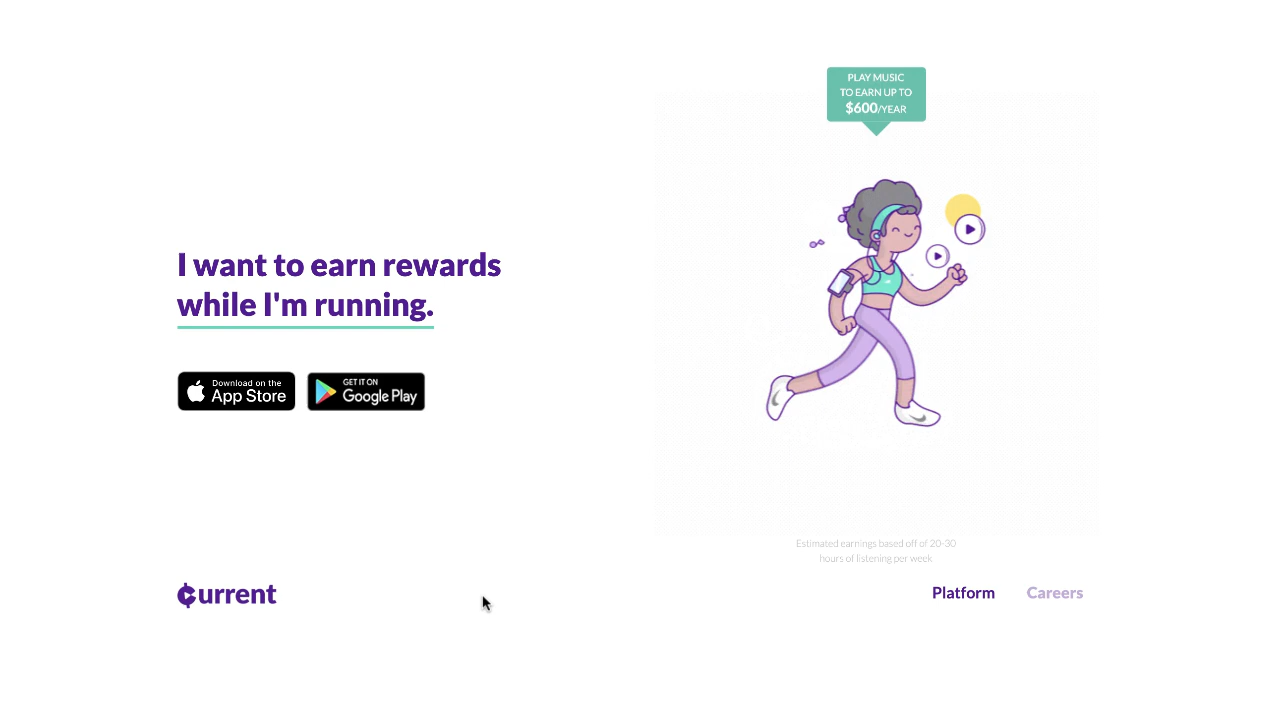 PLAY MUSIC
TO EARN UP TO
$600/YEAR
I want to earn rewards
while I'm running.
Download on the
App Store
GET IT ON
Google Play
Estimated earnings based off of 20-30
hours of listening per week
Current
Platform
Careers